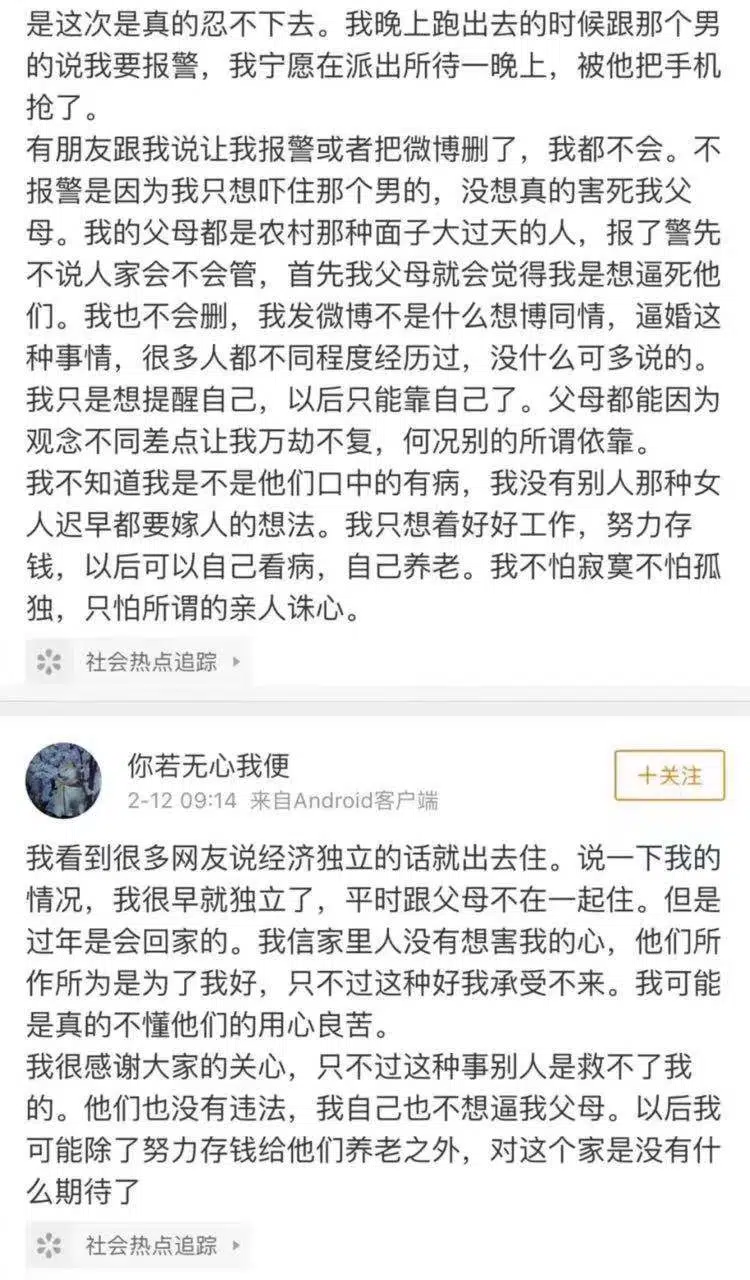 是这次是真的忍不下去。我晚上跑出去的时候跟那个男
的说我要报警，我宁愿在派出所待一晚上，被他把手机
抢了。
有朋友跟我说让我报警或者把微博删了，我都不会。不
报警是因为我只想吓住那个男的，没想真的害死我父
母。我的父母都是农村那种面子大过天的人，报了警先
不说人家会不会管，首先我父母就会觉得我是想逼死他
们。我也不会删，我发微博不是什么想博同情，逼婚这
种事情，很多人都不同程度经历过，没什么可多说的。
我只是想提醒自己，以后只能靠自己了。父母都能因为
观念不同差点让我万劫不复，何况别的所谓依靠。
我不知道我是不是他们口中的有病，我没有别人那种女
人迟早都要嫁人的想法。我只想着好好工作，努力存
钱，以后可以自己看病，自己养老。我不怕寂寞不怕孤
独，只怕所谓的亲人诛心。
社会热点追踪
你若无心我便
＋关注
2-12 09:14 来自Android客户端
我看到很多网友说经济独立的话就出去住。说一下我的
情况，我很早就独立了，平时跟父母不在一起住。但是
过年是会回家的。我信家里人没有想害我的心，他们所
作所为是为了我好，只不过这种好我承受不来。我可能
是真的不懂他们的用心良苦。
我很感谢大家的关心，只不过这种事别人是救不了我
的。他们也没有违法，我自己也不想逼我父母。以后我
可能除了努力存钱给他们养老之外，对这个家是没有什
么期待了
社会热点追踪